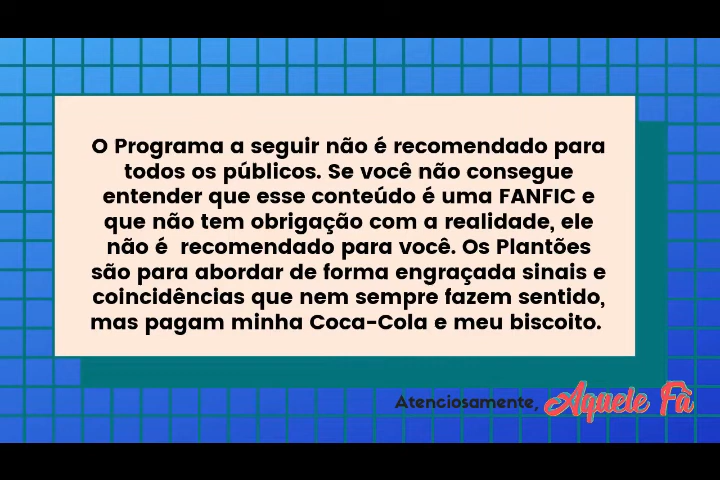 O Programa a seguir não é recomendado para
todos os públicos. Se você não consegue
entender que esse conteúdo é uma FANFIC e
que não tem obrigação com a realidade, ele
não é recomendado para você. Os Plantões
são para abordar de forma engraçada sinais e
coincidências que nem sempre fazem sentido,
mas pagam minha Coca-Cola e meu biscoito.
Atenciosamente, Aquele Fã